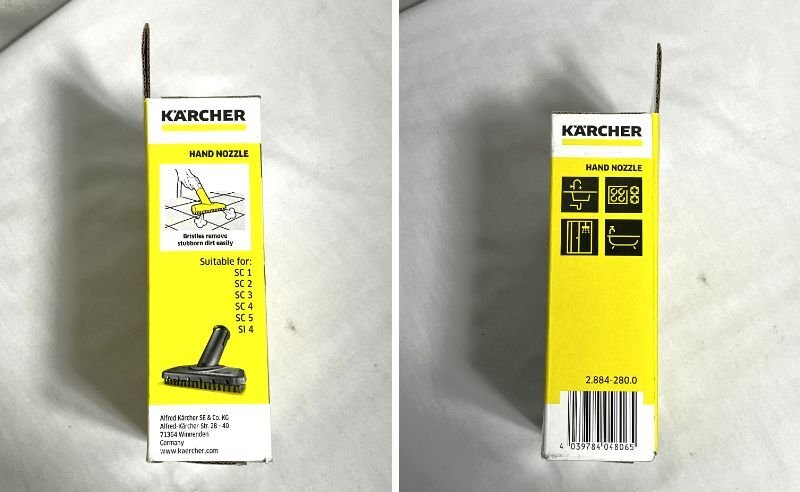 KÄRCHER
HAND NOZZLE
Bristles remove
stubborn dirt easily
Suitable for:
SC 1
SC 2
SC 3
SC 4
SC 5
SI 4
Alfred Kärcher SE & Co. KG
Alfred-Kärcher-Str. 28 - 40
71364 Winnenden
Germany
www.kaercher.com
KÄRCHER
HAND NOZZLE
2.884-280.0
4 039784 048065